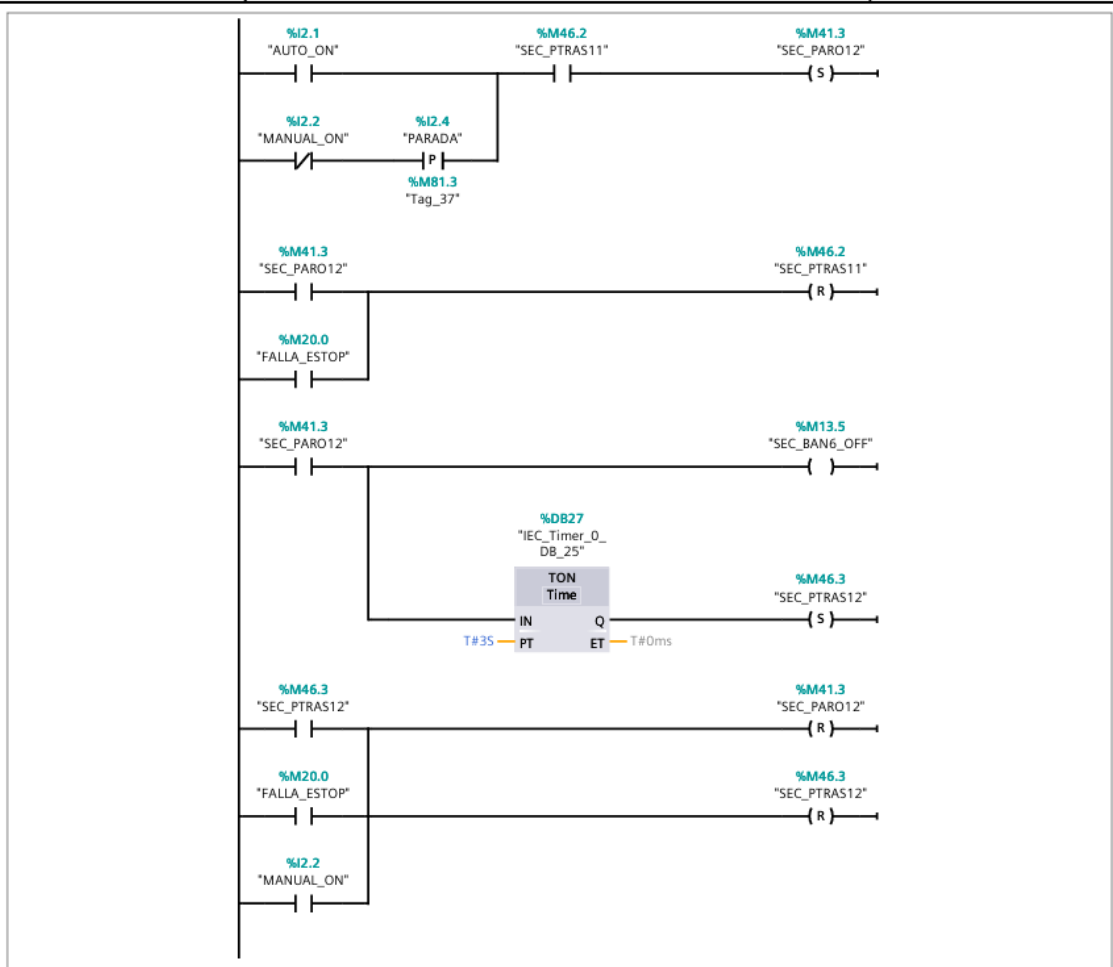 %I2.1
"AUTO_ON"
%M46.2
"SEC_PTRAS11"
%M41.3
"SEC_PARO12"
S
%I2.2
"MANUAL_ON"
%I2.4
"PARADA"
P
%M81.3
"Tag_37"
%M41.3
"SEC_PARO12"
%M46.2
"SEC_PTRAS11"
R
%M20.0
"FALLA_ESTOP"
%M41.3
"SEC_PARO12"
%M13.5
"SEC_BAN6_OFF"
%DB27
"IEC_Timer_0_
DB_25"
TON
Time
%M46.3
"SEC_PTRAS12"
IN Q
S
T#3S PT ET T#0ms
%M46.3
"SEC_PTRAS12"
%M41.3
"SEC_PARO12"
R
%M20.0
"FALLA_ESTOP"
%M46.3
"SEC_PTRAS12"
R
%I2.2
"MANUAL_ON"